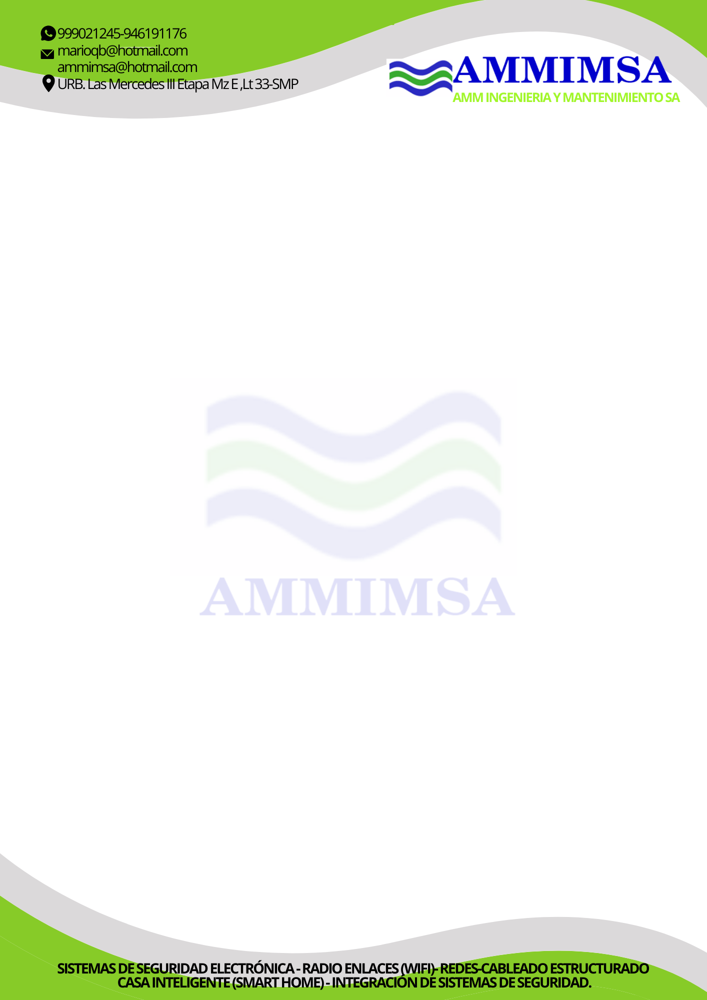 999021245-946191176
marioqb@hotmail.com
ammimsa@hotmail.com
URB. Las Mercedes III Etapa Mz E ,Lt 33-SMP
AMMIMSA
AMM INGENIERIA Y MANTENIMIENTO SA
AMMIMSA
SISTEMAS DE SEGURIDAD ELECTRÓNICA - RADIO ENLACES (WIFI)- REDES-CABLEADO ESTRUCTURADO
CASA INTELIGENTE (SMART HOME) - INTEGRACIÓN DE SISTEMAS DE SEGURIDAD.